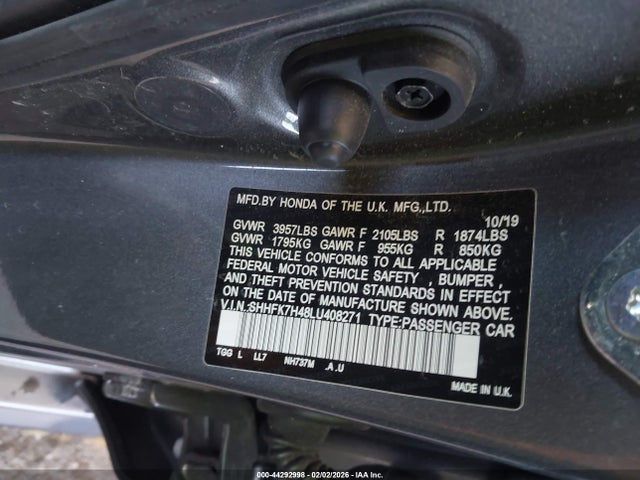 MFD.BY HONDA OF THE U.K. MFG.,LTD.
10/19
GVWR 3957LBS GAWR F 2105LBS R 1874LBS
GVWR 1795KG GAWR F 955KG R 850KG
THIS VEHICLE CONFORMS TO ALL APPLICABLE
FEDERAL MOTOR VEHICLE SAFETY , BUMPER ,
AND THEFT PREVENTION STANDARDS IN EFFECT
ON THE DATE OF MANUFACTURE SHOWN ABOVE.
V.I.N.:SHHFK7H48LU408271 TYPE:PASSENGER CAR
TGG L LL7 NH737M .A .U
MADE IN U.K.
000-44292998 - 02/02/2026 - IAAI.COM